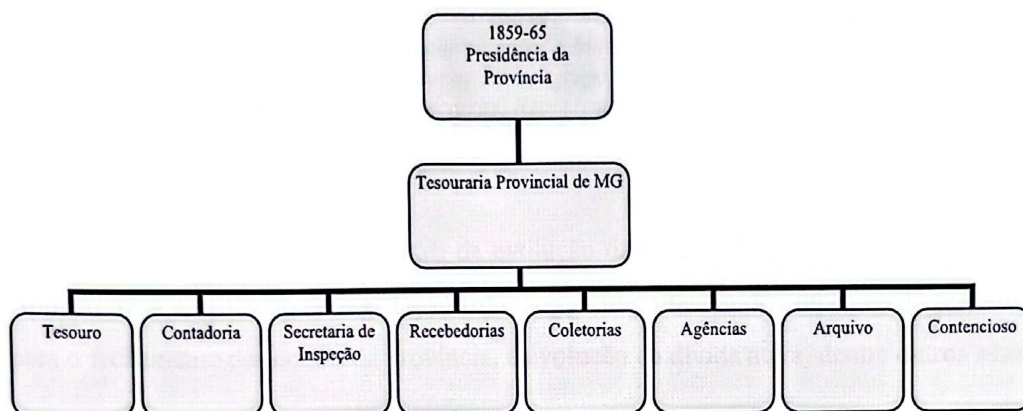 1859-65
Presidência da
Província
Tesouraria Provincial de MG
Tesouro
Contadoria
Secretaria de
Inspeção
Recebedorias
Coletorias
Agências
Arquivo
Contencioso